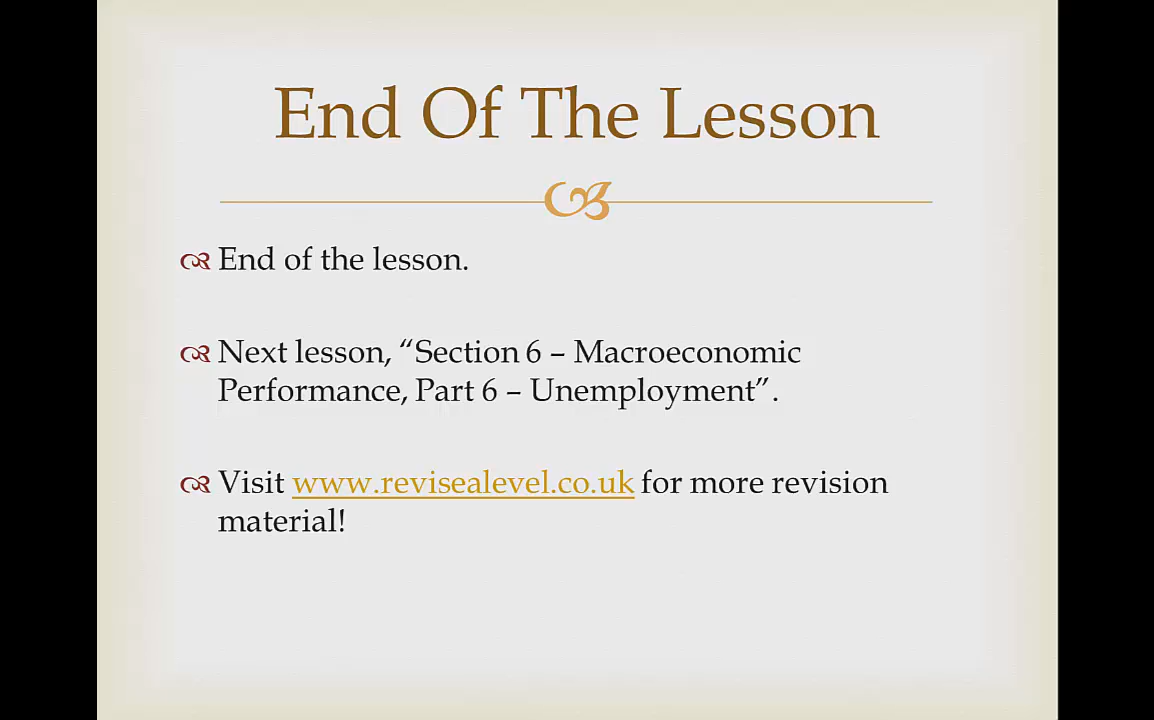 End Of The Lesson
End of the lesson.
Next lesson, “Section 6 – Macroeconomic
Performance, Part 6 – Unemployment”.
Visit www.revisealevel.co.uk for more revision
material!